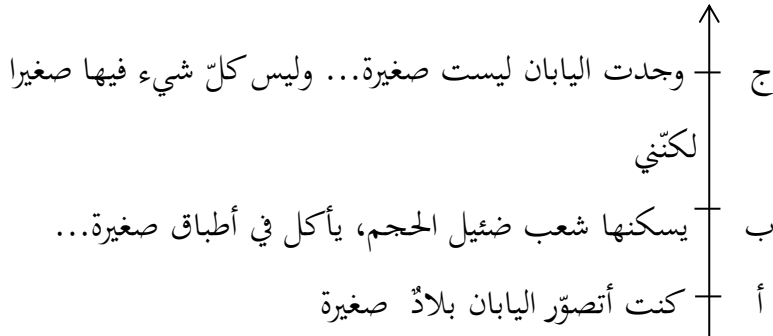 ج وجدت اليابان ليست صغيرة... وليس كلّ شيء فيها صغيرا
لكنّني
ب يسكنها شعب ضئيل الحجم، يأكل في أطباق صغيرة...
أ كنت أتصوّر اليابان بلادٌ صغيرة